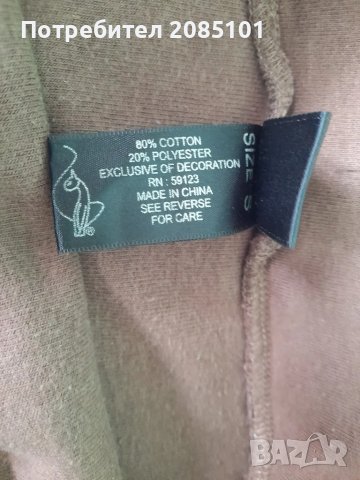 Потребител 2085101
80% COTTON
20% POLYESTER
EXCLUSIVE OF DECORATION
RN : 59123
MADE IN CHINA
SEE REVERSE
FOR CARE
SIZE S
BAZAR